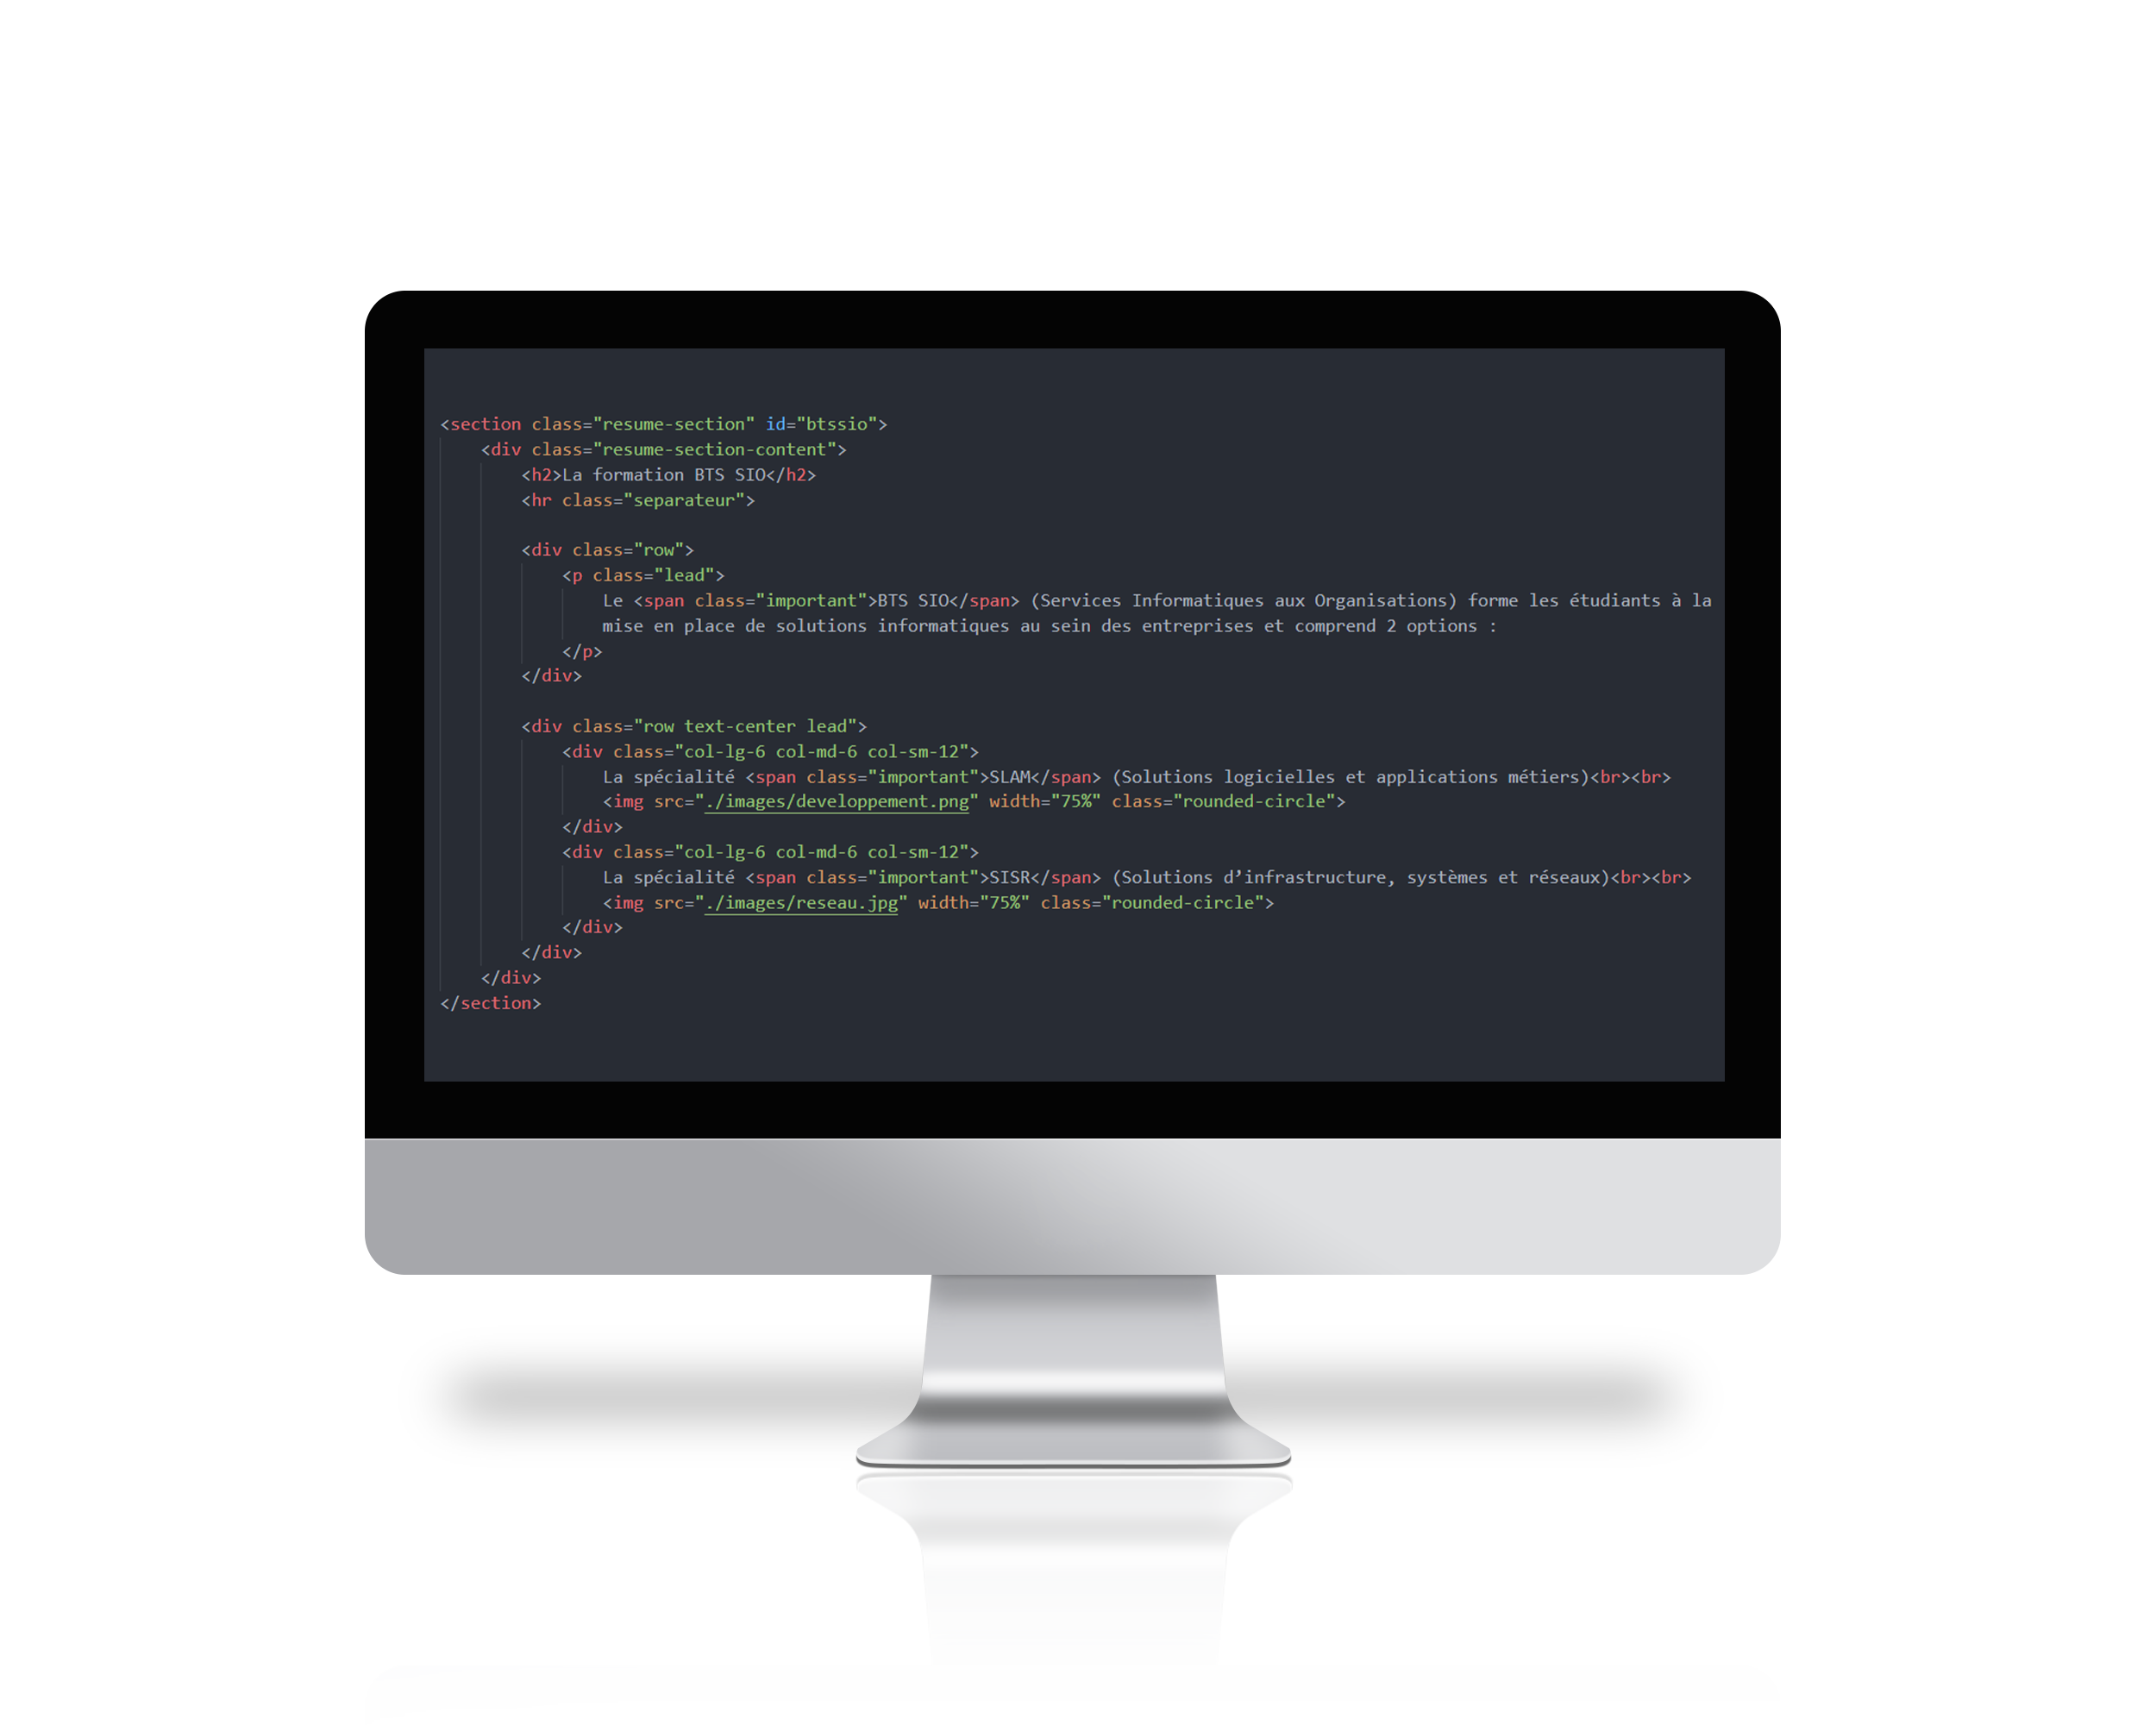 <section class="resume-section" id="btssio">
<div class="resume-section-content">
<h2>La formation BTS SIO</h2>
<hr class="separateur">
<div class="row">
<p class="lead">
Le <span class="important">BTS SIO</span> (Services Informatiques aux Organisations) forme les étudiants à la
mise en place de solutions informatiques au sein des entreprises et comprend 2 options :
</p>
</div>
<div class="row text-center lead">
<div class="col-lg-6 col-md-6 col-sm-12">
La spécialité <span class="important">SLAM</span> (Solutions logicielles et applications métiers)<br><br>
<img src="./images/developpement.png" width="75%" class="rounded-circle">
</div>
<div class="col-lg-6 col-md-6 col-sm-12">
La spécialité <span class="important">SISR</span> (Solutions d’infrastructure, systèmes et réseaux)<br><br>
<img src="./images/reseau.jpg" width="75%" class="rounded-circle">
</div>
</div>
</div>
</section>